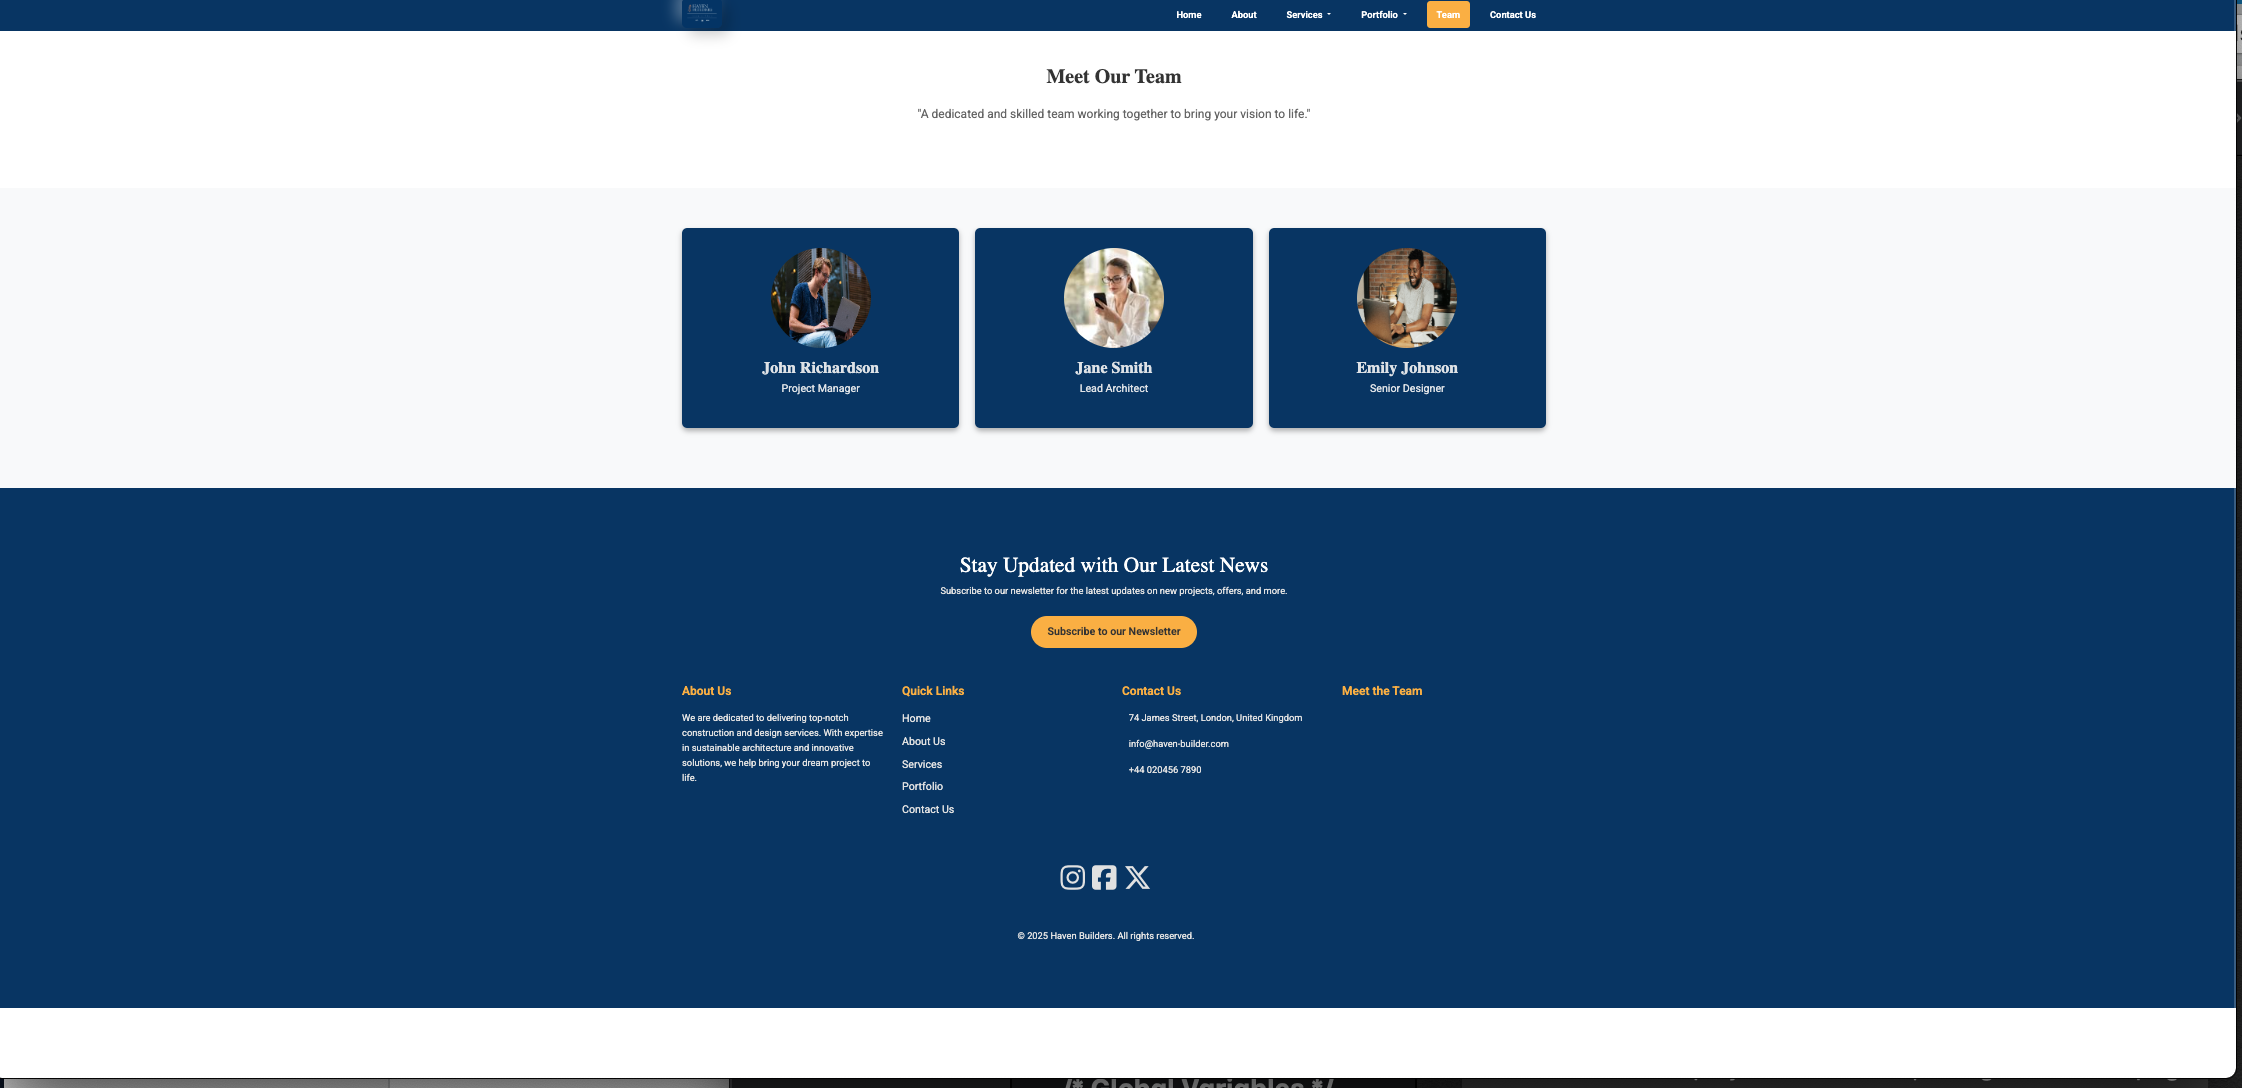 HAVEN
BUILDERS
Home About Services Portfolio Team Contact Us
Meet Our Team
"A dedicated and skilled team working together to bring your vision to life."
John Richardson
Project Manager
Jane Smith
Lead Architect
Emily Johnson
Senior Designer
Stay Updated with Our Latest News
Subscribe to our newsletter for the latest updates on new projects, offers, and more.
Subscribe to our Newsletter
About Us
We are dedicated to delivering top-notch
construction and design services. With expertise
in sustainable architecture and innovative
solutions, we help bring your dream project to
life.
Quick Links
Home
About Us
Services
Portfolio
Contact Us
Contact Us
74 James Street, London, United Kingdom
info@haven-builder.com
+44 020456 7890
Meet the Team
© 2025 Haven Builders. All rights reserved.
/* Global Variables */